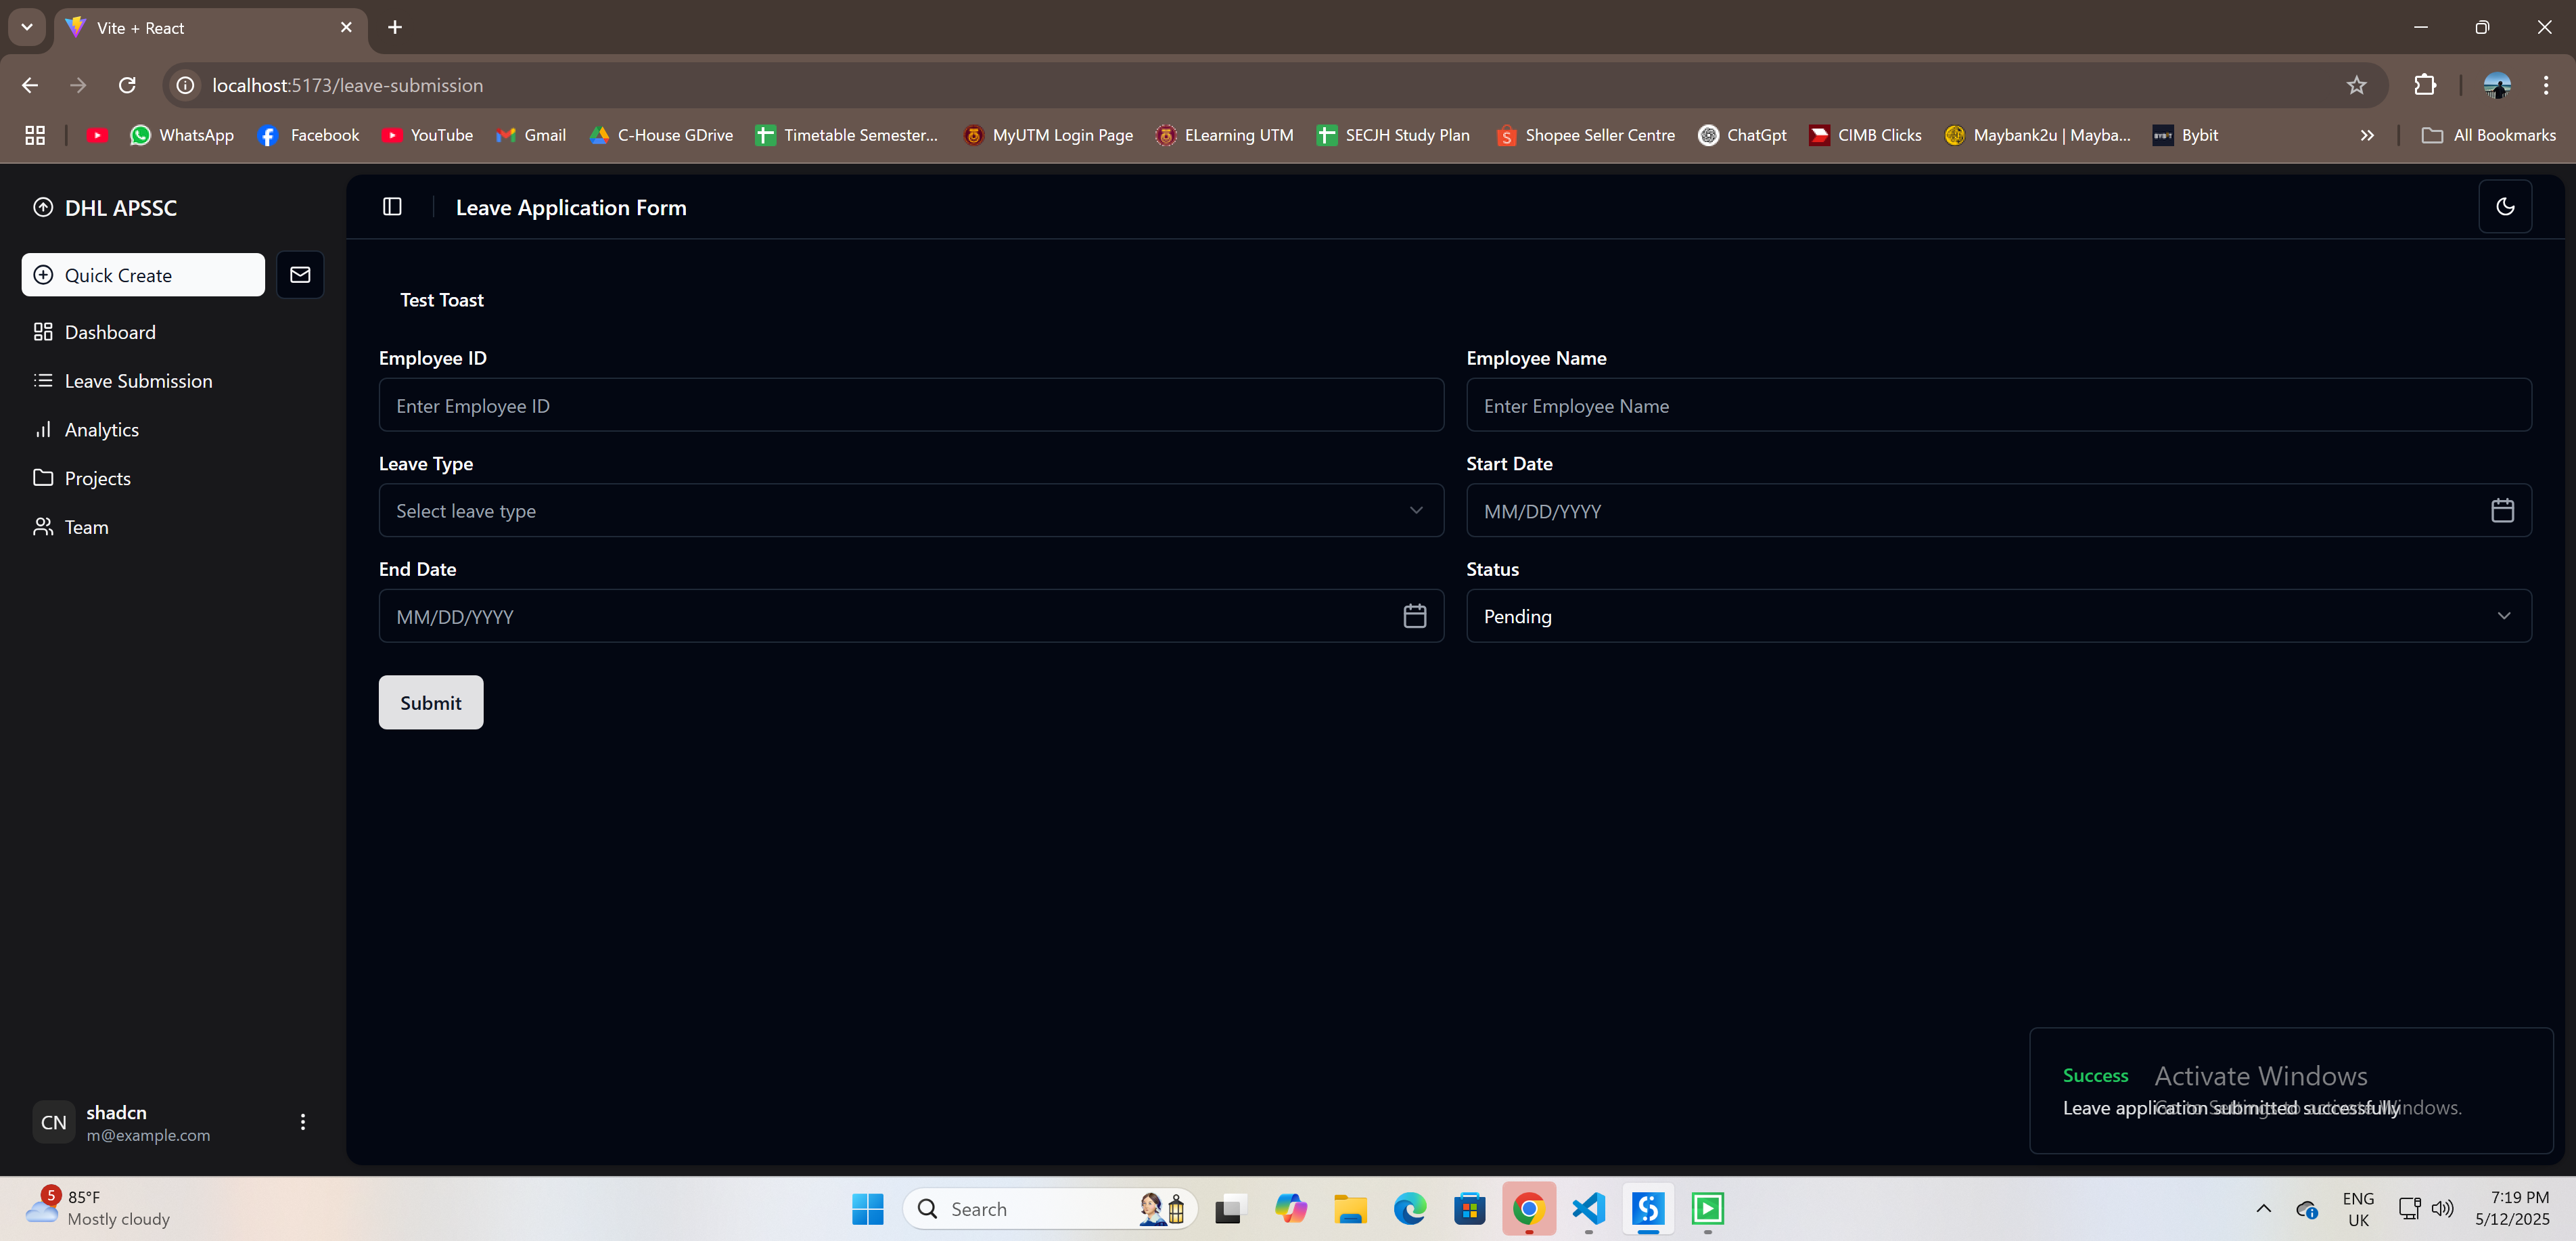 Vite + React
localhost:5173/leave-submission
WhatsApp Facebook YouTube Gmail C-House GDrive Timetable Semester... MyUTM Login Page ELearning UTM SECJH Study Plan Shopee Seller Centre ChatGpt CIMB Clicks Maybank2u | Mayba... Bybit All Bookmarks
DHL APSSC
Quick Create
Dashboard
Leave Submission
Analytics
Projects
Team
Leave Application Form
Test Toast
Employee ID
Enter Employee ID
Employee Name
Enter Employee Name
Leave Type
Select leave type
Start Date
MM/DD/YYYY
End Date
MM/DD/YYYY
Status
Pending
Submit
Success
Leave application submitted successfully
Activate Windows
Go to Settings to activate Windows.
CN
shadcn
m@example.com
5
85°F
Mostly cloudy
Search
ENG
UK
7:19 PM
5/12/2025